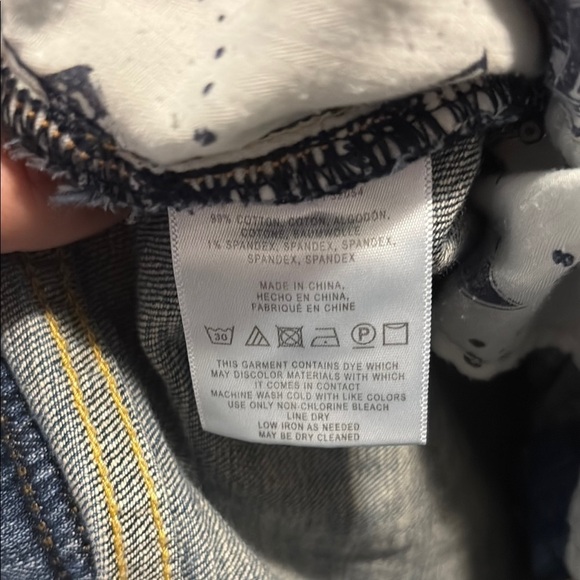 99% COTTON, COTON, ALGODÓN,
COTONE, BAUMWOLLE
1% SPANDEX, SPANDEX, SPANDEX,
SPANDEX, SPANDEX
MADE IN CHINA,
HECHO EN CHINA,
FABRIQUÉ EN CHINE
30 P
THIS GARMENT CONTAINS DYE WHICH
MAY DISCOLOR MATERIALS WITH WHICH
IT COMES IN CONTACT
MACHINE WASH COLD WITH LIKE COLORS
USE ONLY NON-CHLORINE BLEACH
LINE DRY
LOW IRON AS NEEDED
MAY BE DRY CLEANED